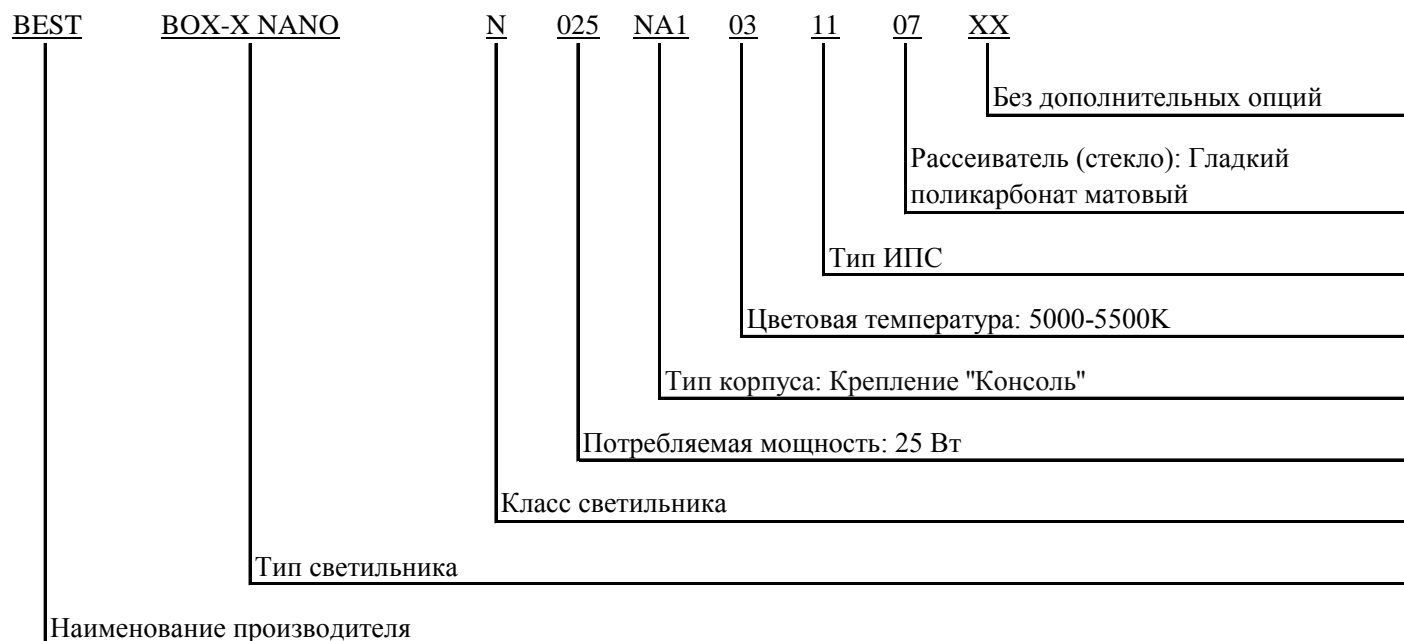 BEST BOX-X NANO N 025 NA1 03 11 07 XX
Без дополнительных опций
Рассеиватель (стекло): Гладкий
поликарбонат матовый
Тип ИПС
Цветовая температура: 5000-5500K
Тип корпуса: Крепление "Консоль"
Потребляемая мощность: 25 Вт
Класс светильника
Тип светильника
Наименование производителя